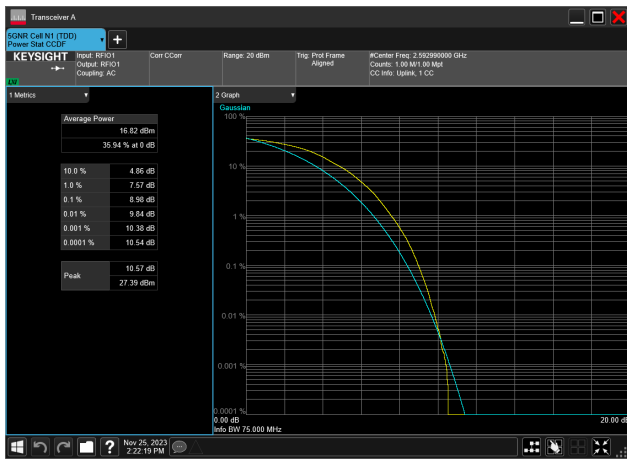 Transceiver A
5GNR Cell N1 (TDD)
Power Stat CCDF
KEYSIGHT
Input: RFIO1
Output: RFIO1
Coupling: AC
Corr CCorr
Range: 20 dBm
Trig: Prot Frame
Aligned
#Center Freq: 2.592990000 GHz
Counts: 1.00 M/1.00 Mpt
CC Info: Uplink, 1 CC
1 Metrics
Average Power
16.82 dBm
35.94 % at 0 dB
10.0 % 4.86 dB
1.0 % 7.57 dB
0.1 % 8.98 dB
0.01 % 9.84 dB
0.001 % 10.38 dB
0.0001 % 10.54 dB
Peak
10.57 dB
27.39 dBm
2 Graph
Gaussian
100 %
10 %
1 %
0.1 %
0.01 %
0.001 %
0.0001 %
0.00 dB
20.00 dB
Info BW 75.000 MHz
Nov 25, 2023
2:22:19 PM